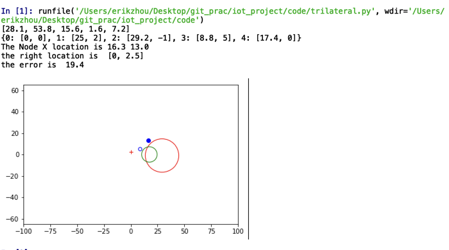 In [1]: runfile('/Users/erikzhou/Desktop/git_prac/iot_project/code/trilateral.py', wdir='/Users/
erikzhou/Desktop/git_prac/iot_project/code')
[28.1, 53.8, 15.6, 1.6, 7.2]
{0: [0, 0], 1: [25, 2], 2: [29.2, -1], 3: [8.8, 5], 4: [17.4, 0]}
The Node X location is 16.3 13.0
the right location is  [0, 2.5]
the error is  19.4
60
40
20
0
−20
−40
−60
−100 −75 −50 −25 0 25 50 75 100